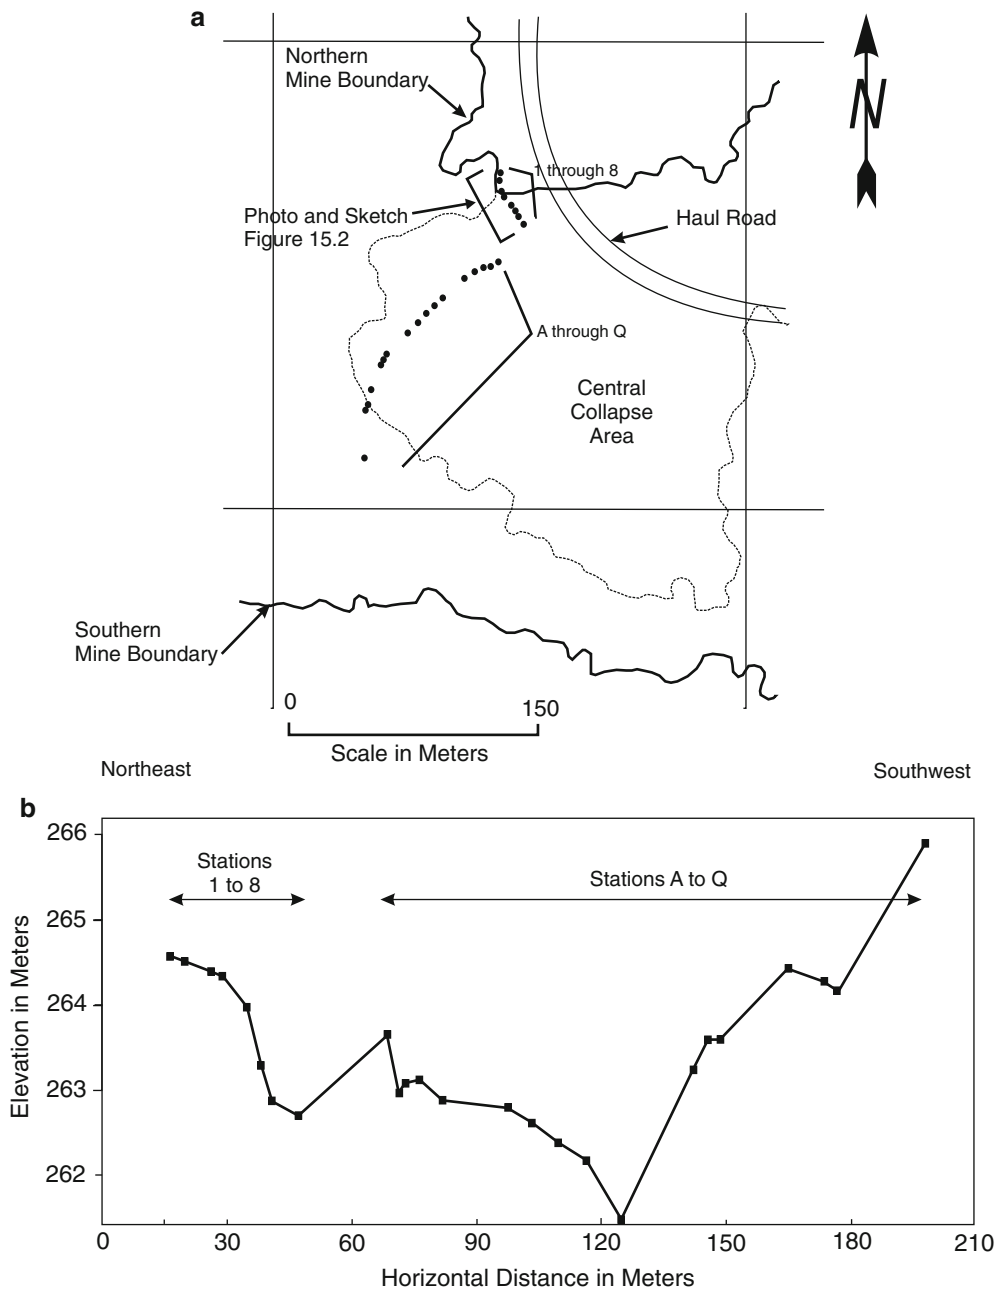 a
Northern
Mine Boundary
N
1 through 8
Photo and Sketch
Figure 15.2
Haul Road
A through Q
Central
Collapse
Area
Southern
Mine Boundary
0
150
Scale in Meters
Northeast
Southwest
b
266
265
264
263
262
Elevation in Meters
Stations
1 to 8
Stations A to Q
0 30 60 90 120 150 180 210
Horizontal Distance in Meters